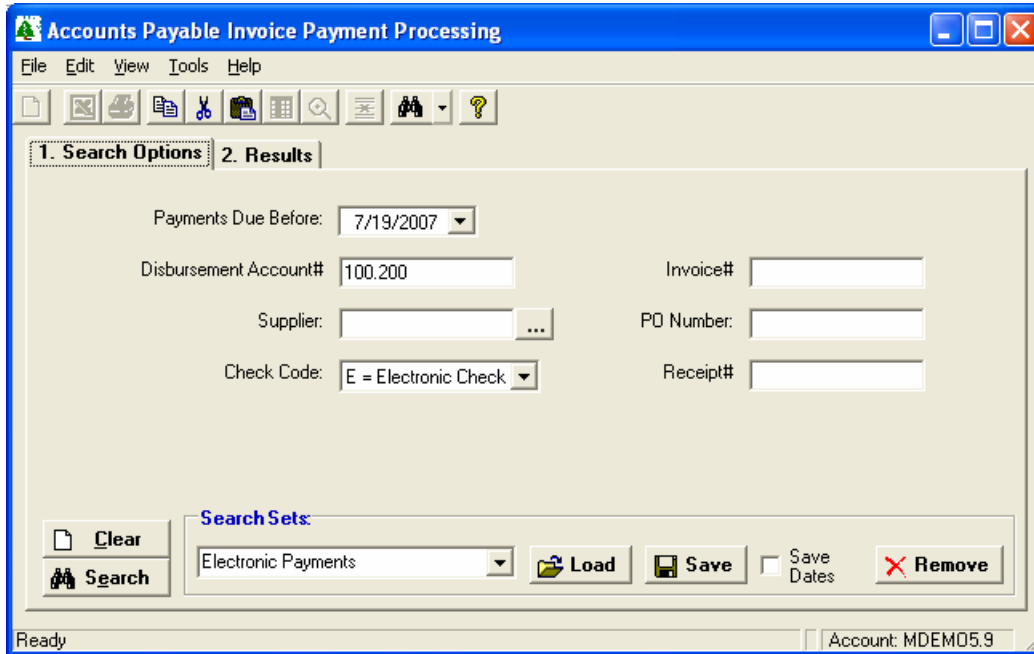 Accounts Payable Invoice Payment Processing
File Edit View Tools Help
1. Search Options 2. Results
Payments Due Before: 7/19/2007
Disbursement Account# 100.200 Invoice#
Supplier: ... PO Number:
Check Code: E = Electronic Check Receipt#
Search Sets:
Clear
Electronic Payments Load Save Save Dates Remove
Search
Ready Account: MDEMO5.9